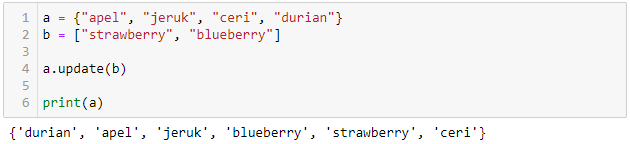 1 a = {"apel", "jeruk", "ceri", "durian"}
2 b = ["strawberry", "blueberry"]
3
4 a.update(b)
5
6 print(a)
{'durian', 'apel', 'jeruk', 'blueberry', 'strawberry', 'ceri'}